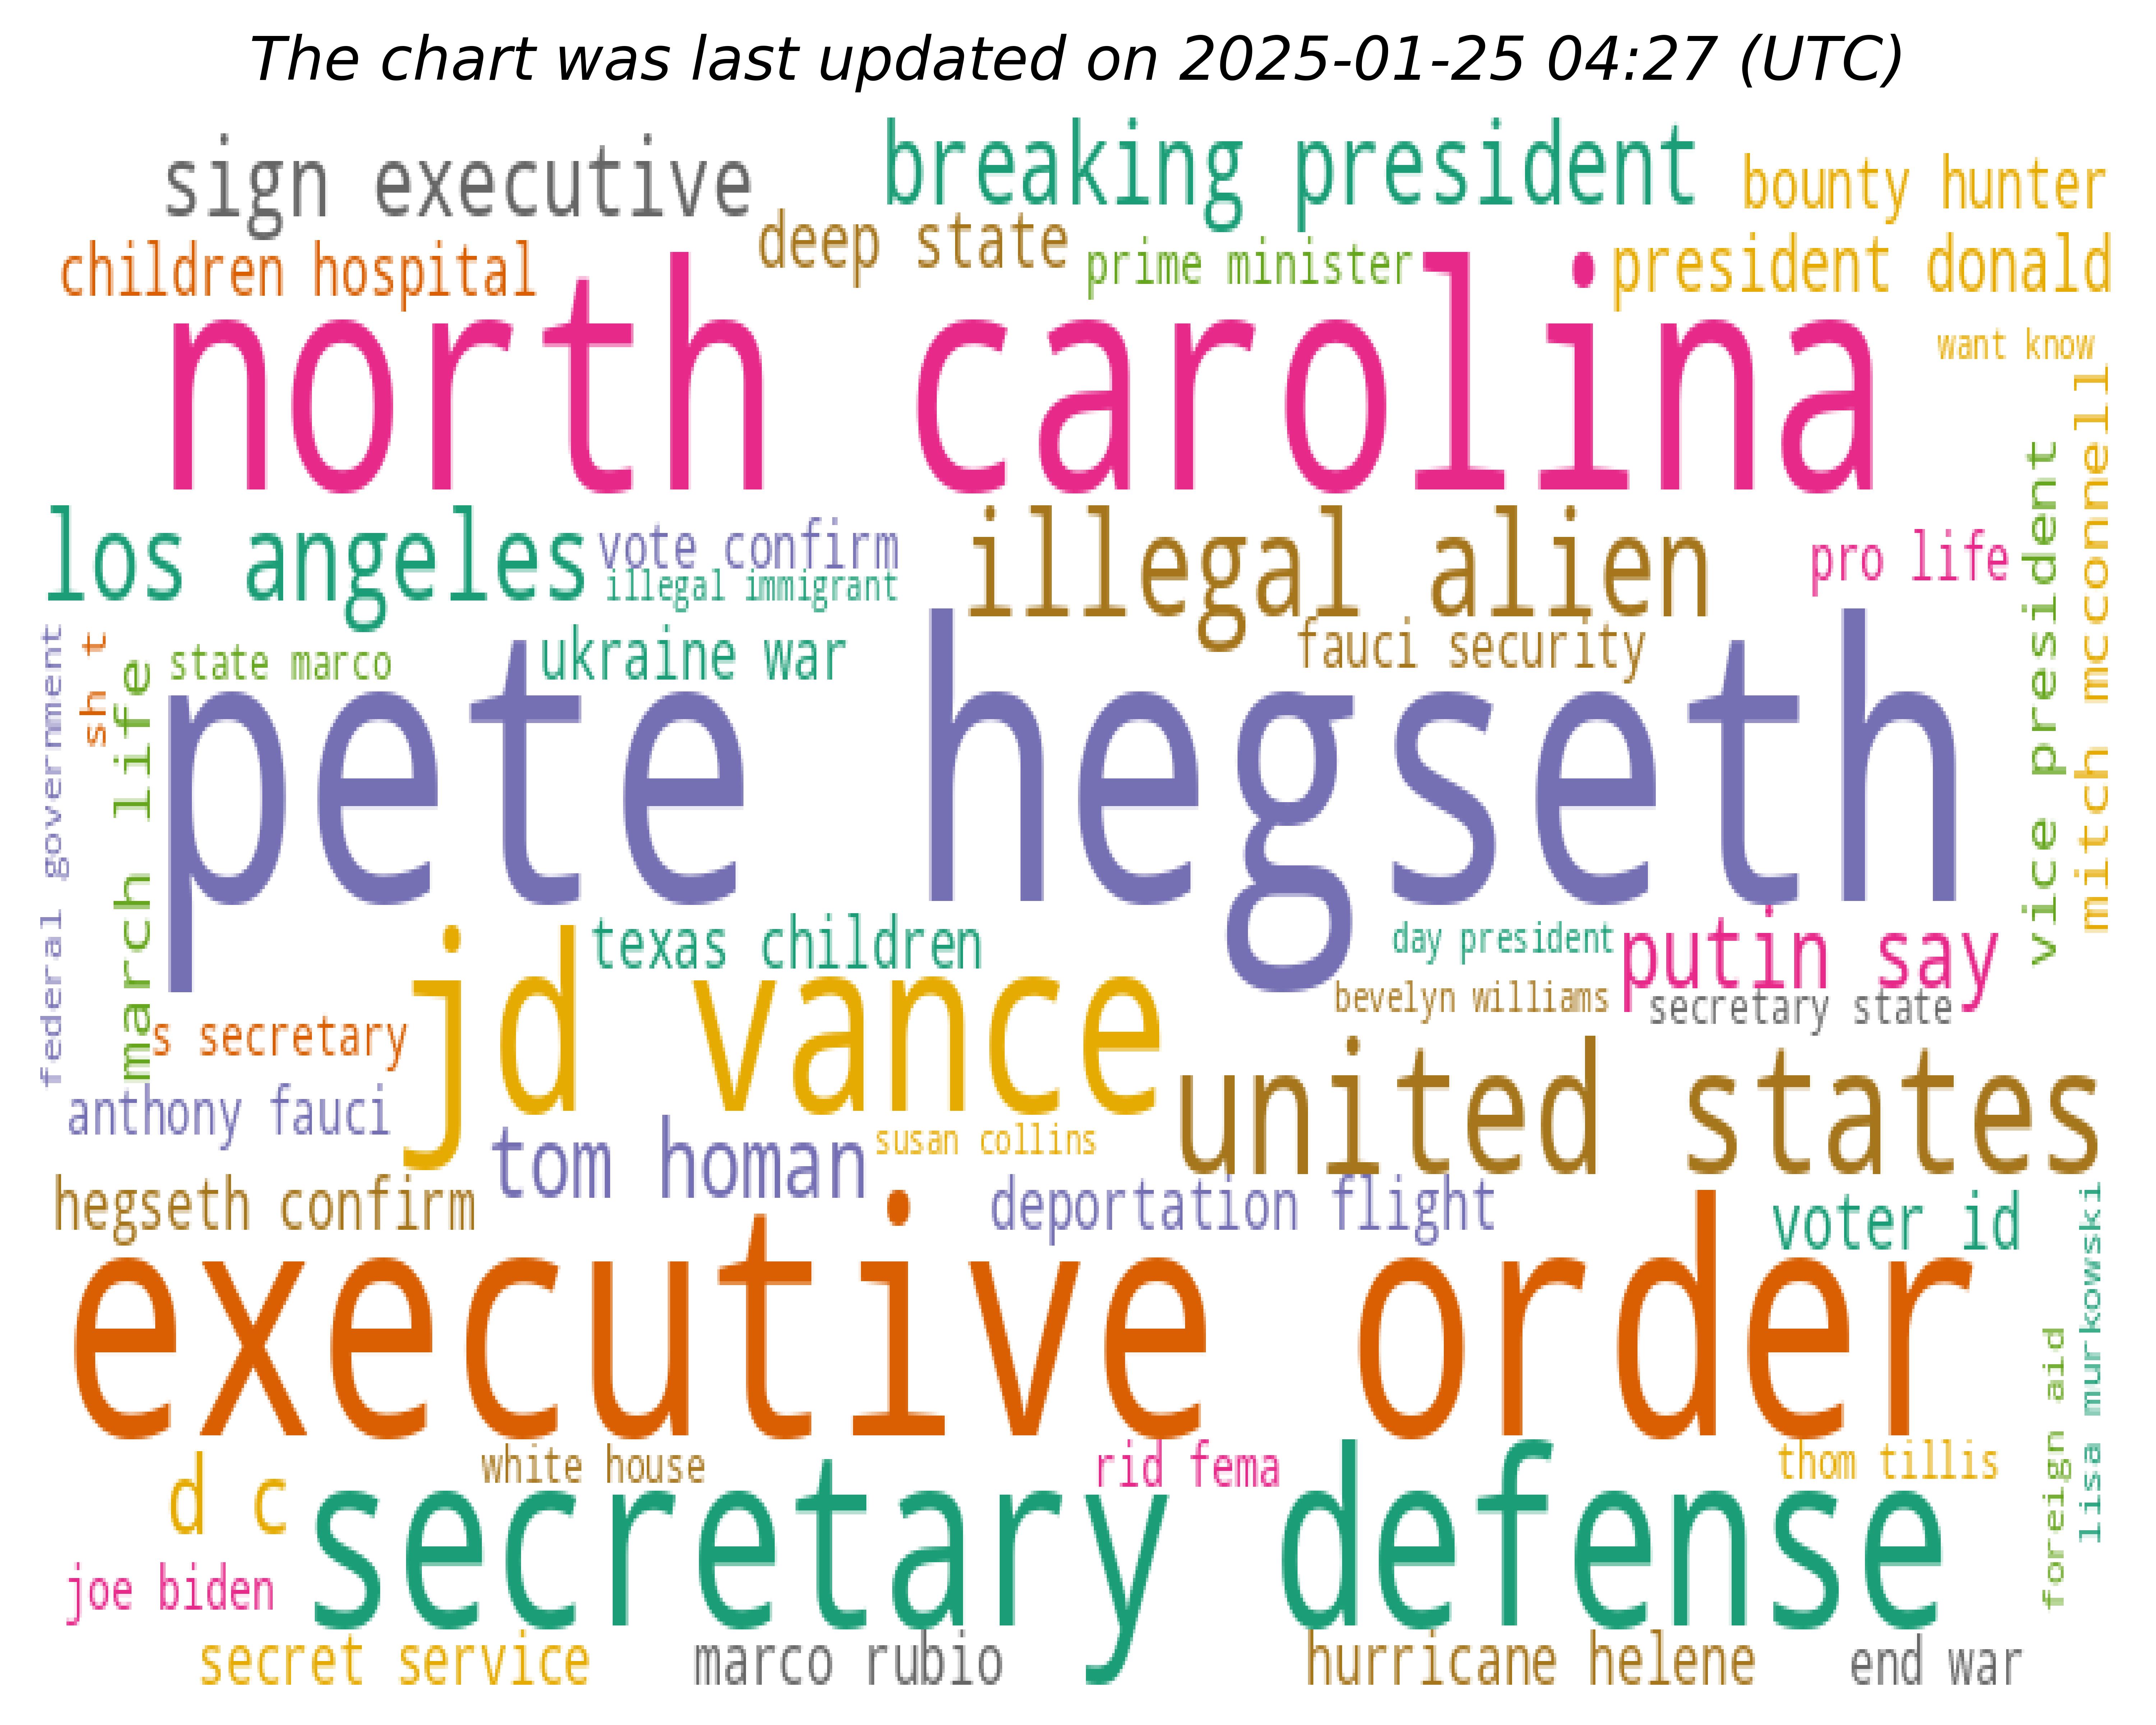 The chart was last updated on 2025-01-25 04:27 (UTC)
sign executive
breaking president
bounty hunter
children hospital
deep state
prime minister
president donald
north carolina
want know
mitch mcconnell
vice president
los angeles
vote confirm
illegal immigrant
illegal alien
pro life
federal government
sh t
march life
state marco
ukraine war
fauci security
pete hegseth
texas children
day president
putin say
bevelyn williams
secretary state
s secretary
jd vance
united states
anthony fauci
tom homan
susan collins
hegseth confirm
deportation flight
voter id
lisa murkowski
executive order
foreign aid
d c
white house
rid fema
thom tillis
secretary defense
joe biden
secret service
marco rubio
hurricane helene
end war